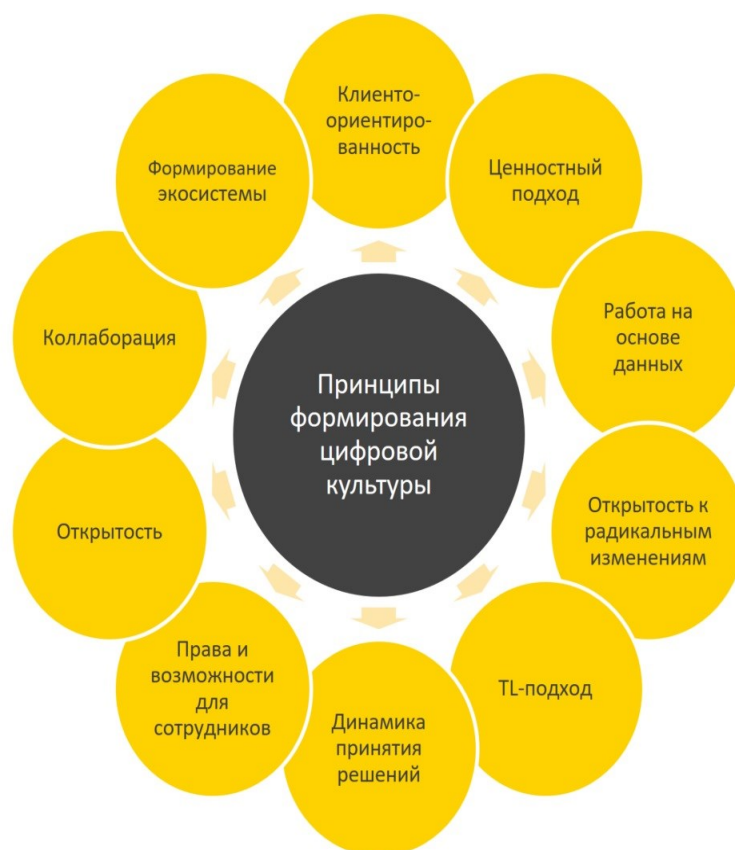 Клиенто-
ориентиро-
ванность
Ценностный
подход
Работа на
основе
данных
Открытость к
радикальным
изменениям
TL-подход
Динамика
принятия
решений
Права и
возможности
для
сотрудников
Открытость
Коллаборация
Формирование
экосистемы
Принципы
формирования
цифровой
культуры